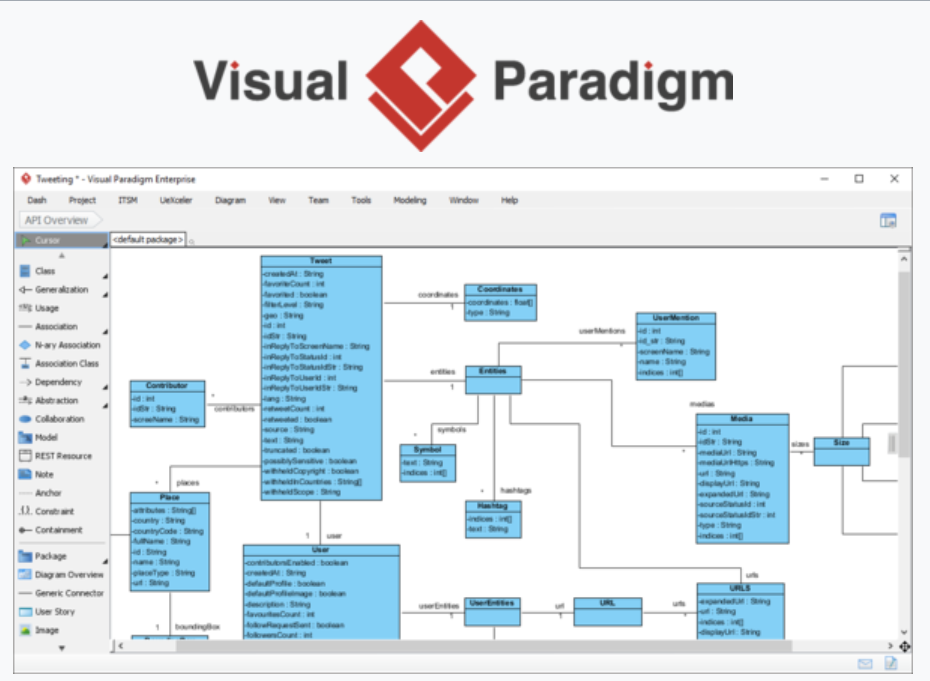 Visual Paradigm
Tweeting * - Visual Paradigm Enterprise
Dash Project ITSM UeXceler Diagram View Team Tools Modeling Window Help
API Overview
Cursor
<default package>
Class
Generalization
Usage
Association
N-ary Association
Association Class
Dependency
Abstraction
Collaboration
Model
REST Resource
Note
Anchor
Constraint
Containment
Package
Diagram Overview
Generic Connector
User Story
Image
Tweet
-createdAt : String
-favoriteCount : int
-favorited : boolean
-filterLevel : String
-geo : String
-id : int
-idStr : String
-inReplyToScreenName : String
-inReplyToStatusId : int
-inReplyToStatusIdStr : String
-inReplyToUserId : int
-inReplyToUserIdStr : String
-lang : String
-retweetCount : int
-retweeted : boolean
-source : String
-text : String
-truncated : boolean
-possiblySensitive : boolean
-withheldCopyright : boolean
-withheldInCountries : String[]
-withheldScope : String
coordinates
1
Coordinates
-coordinates : float[]
-type : String
userMentions
*
UserMention
-id : int
-id_str : String
-screenName : String
-name : String
-indices : int[]
entities
1
Entities
Contributor
-id : int
-idStr : String
-screeName : String
*
contributors
symbols
*
Symbol
-text : String
-indices : int[]
medias
*
Media
-id : int
-idStr : String
-mediaUrl : String
-mediaUrlHttps : String
-url : String
-displayUrl : String
-expandedUrl : String
-sourceStatusId : int
-sourceStatusIdStr : int
-type : String
-indices : int[]
sizes
*
Size
* places
Place
-attributes : String[]
-country : String
-countryCode : String
-fullName : String
-id : String
-name : String
-placeType : String
-url : String
* hashtags
Hashtag
-indices : int[]
-text : String
1 user
User
-contributorsEnabled : boolean
-createdAt : String
-defaultProfile : boolean
-defaultProfileImage : boolean
-description : String
-favouritesCount : int
-followRequestSent : boolean
-followersCount : int
userEntities
1
UserEntities
url
1
URL
urls
*
urls
URLS
-expandedUrl : String
-url : String
-indices : int[]
-displayUrl : String
1 boundingBox